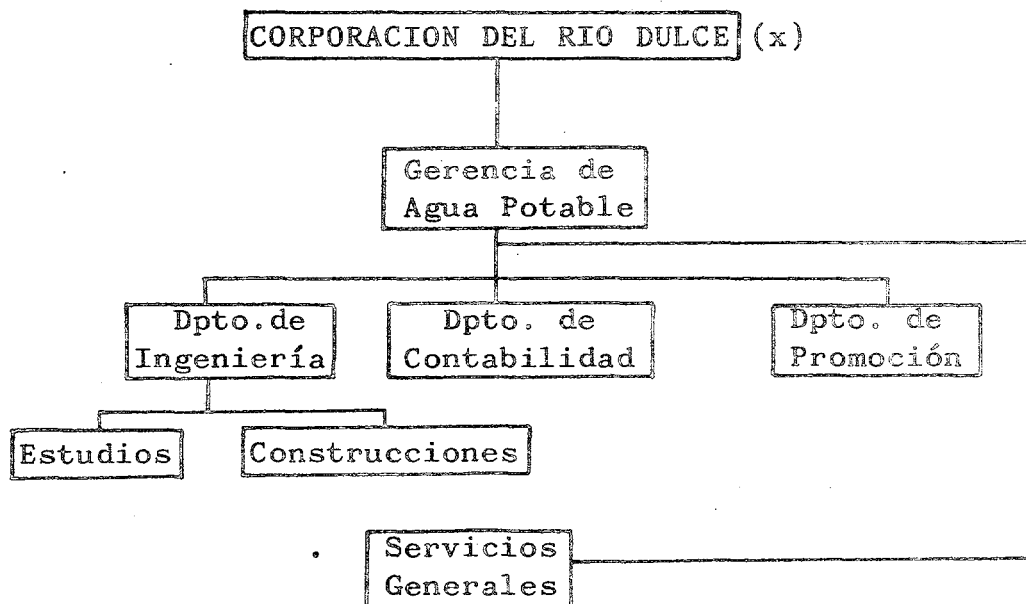 CORPORACION DEL RIO DULCE (x)
Gerencia de
Agua Potable
Dpto.de
Ingeniería
Dpto. de
Contabilidad
Dpto. de
Promoción
Estudios
Construcciones
Servicios
Generales